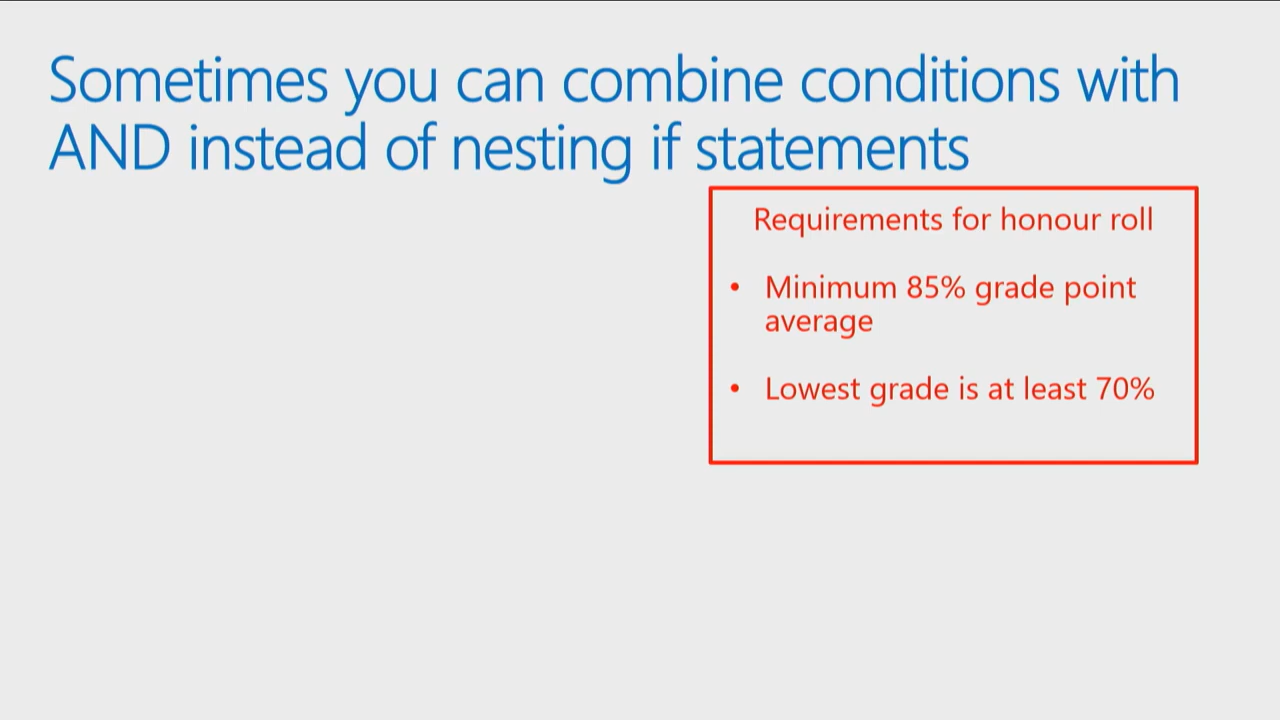 Sometimes you can combine conditions with
AND instead of nesting if statements
Requirements for honour roll
• Minimum 85% grade point
average
• Lowest grade is at least 70%